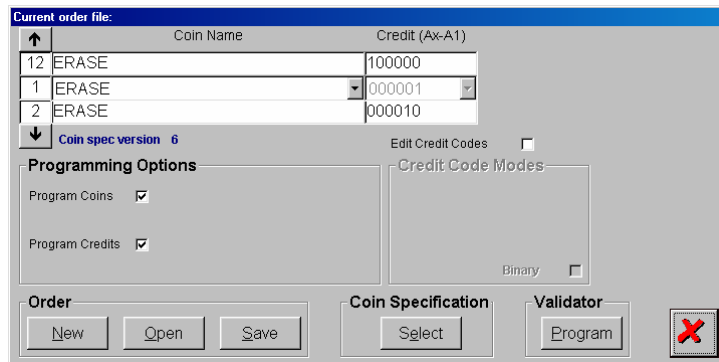 Current order file:
Coin Name Credit (Ax-A1)
12 ERASE 100000
1 ERASE 000001
2 ERASE 000010
Coin spec version 6
Edit Credit Codes
Programming Options
Credit Code Modes
Program Coins
Program Credits
Binary
Order Coin Specification Validator
New Open Save Select Program